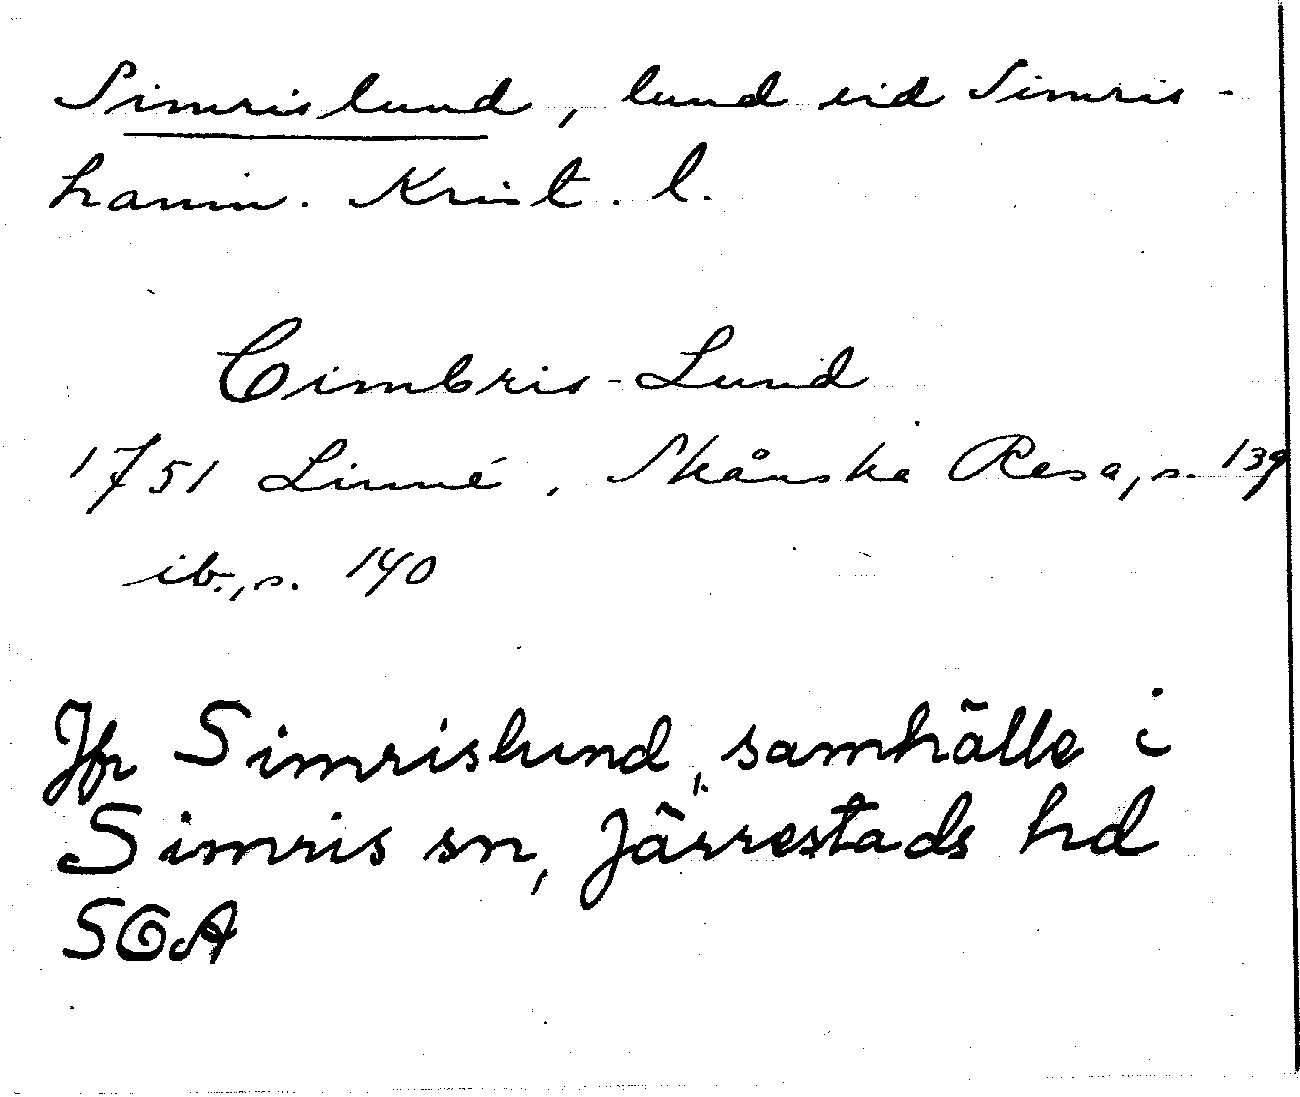 Simrislund, lund vid Simris-
hamn. Krist. l.
Cimbris-Lund
1751 Linné, Skånska Resa, s. 139
ib., s. 140
Jfr Simrislund, samhälle i
Simris sn, Järrestads hd
SOA